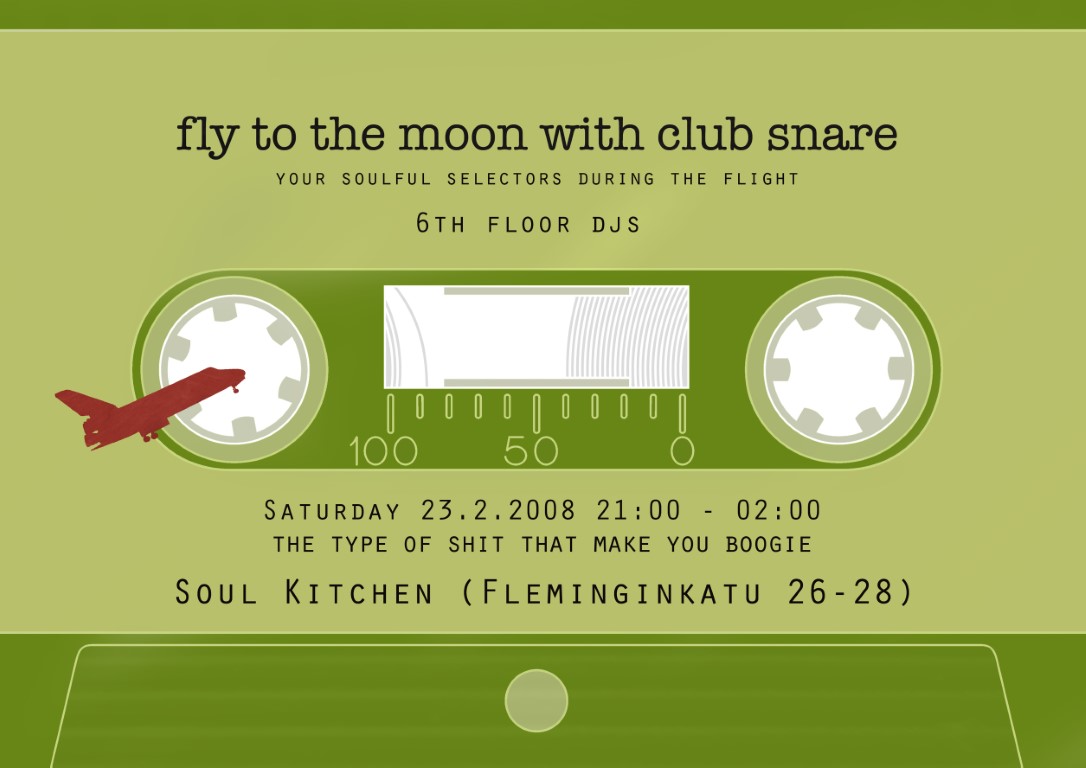 fly to the moon with club snare
YOUR SOULFUL SELECTORS DURING THE FLIGHT
6TH FLOOR DJS
100 50 0
SATURDAY 23.2.2008 21:00 - 02:00
THE TYPE OF SHIT THAT MAKE YOU BOOGIE
SOUL KITCHEN (FLEMINGINKATU 26-28)